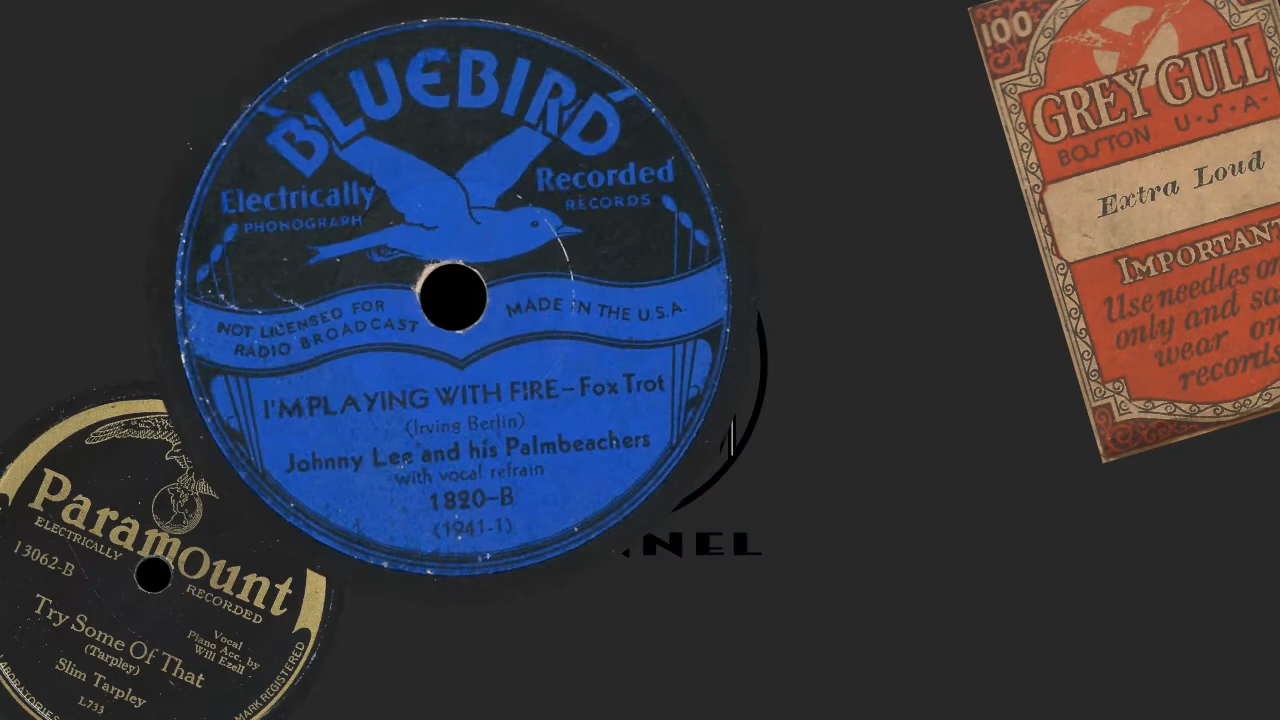 BLUEBIRD
Electrically Recorded
PHONOGRAPH RECORDS
NOT LICENSED FOR
RADIO BROADCAST
MADE IN THE U.S.A.
I'M PLAYING WITH FIRE – Fox Trot
(Irving Berlin)
Johnny Lee and his Palmbeachers
with vocal refrain
1820-B
(1941-1)
Paramount
ELECTRICALLY
RECORDED
13062-B
Try Some Of That
(Tarpley)
Vocal
Piano Acc. by
Will Ezell
Slim Tarpley
L733
LABORATORIES
MARK REGISTERED
NEL
100
GREY GULL
BOSTON U·S·A·
Extra Loud
IMPORTANT
Use needles on
only and sa
wear on
records